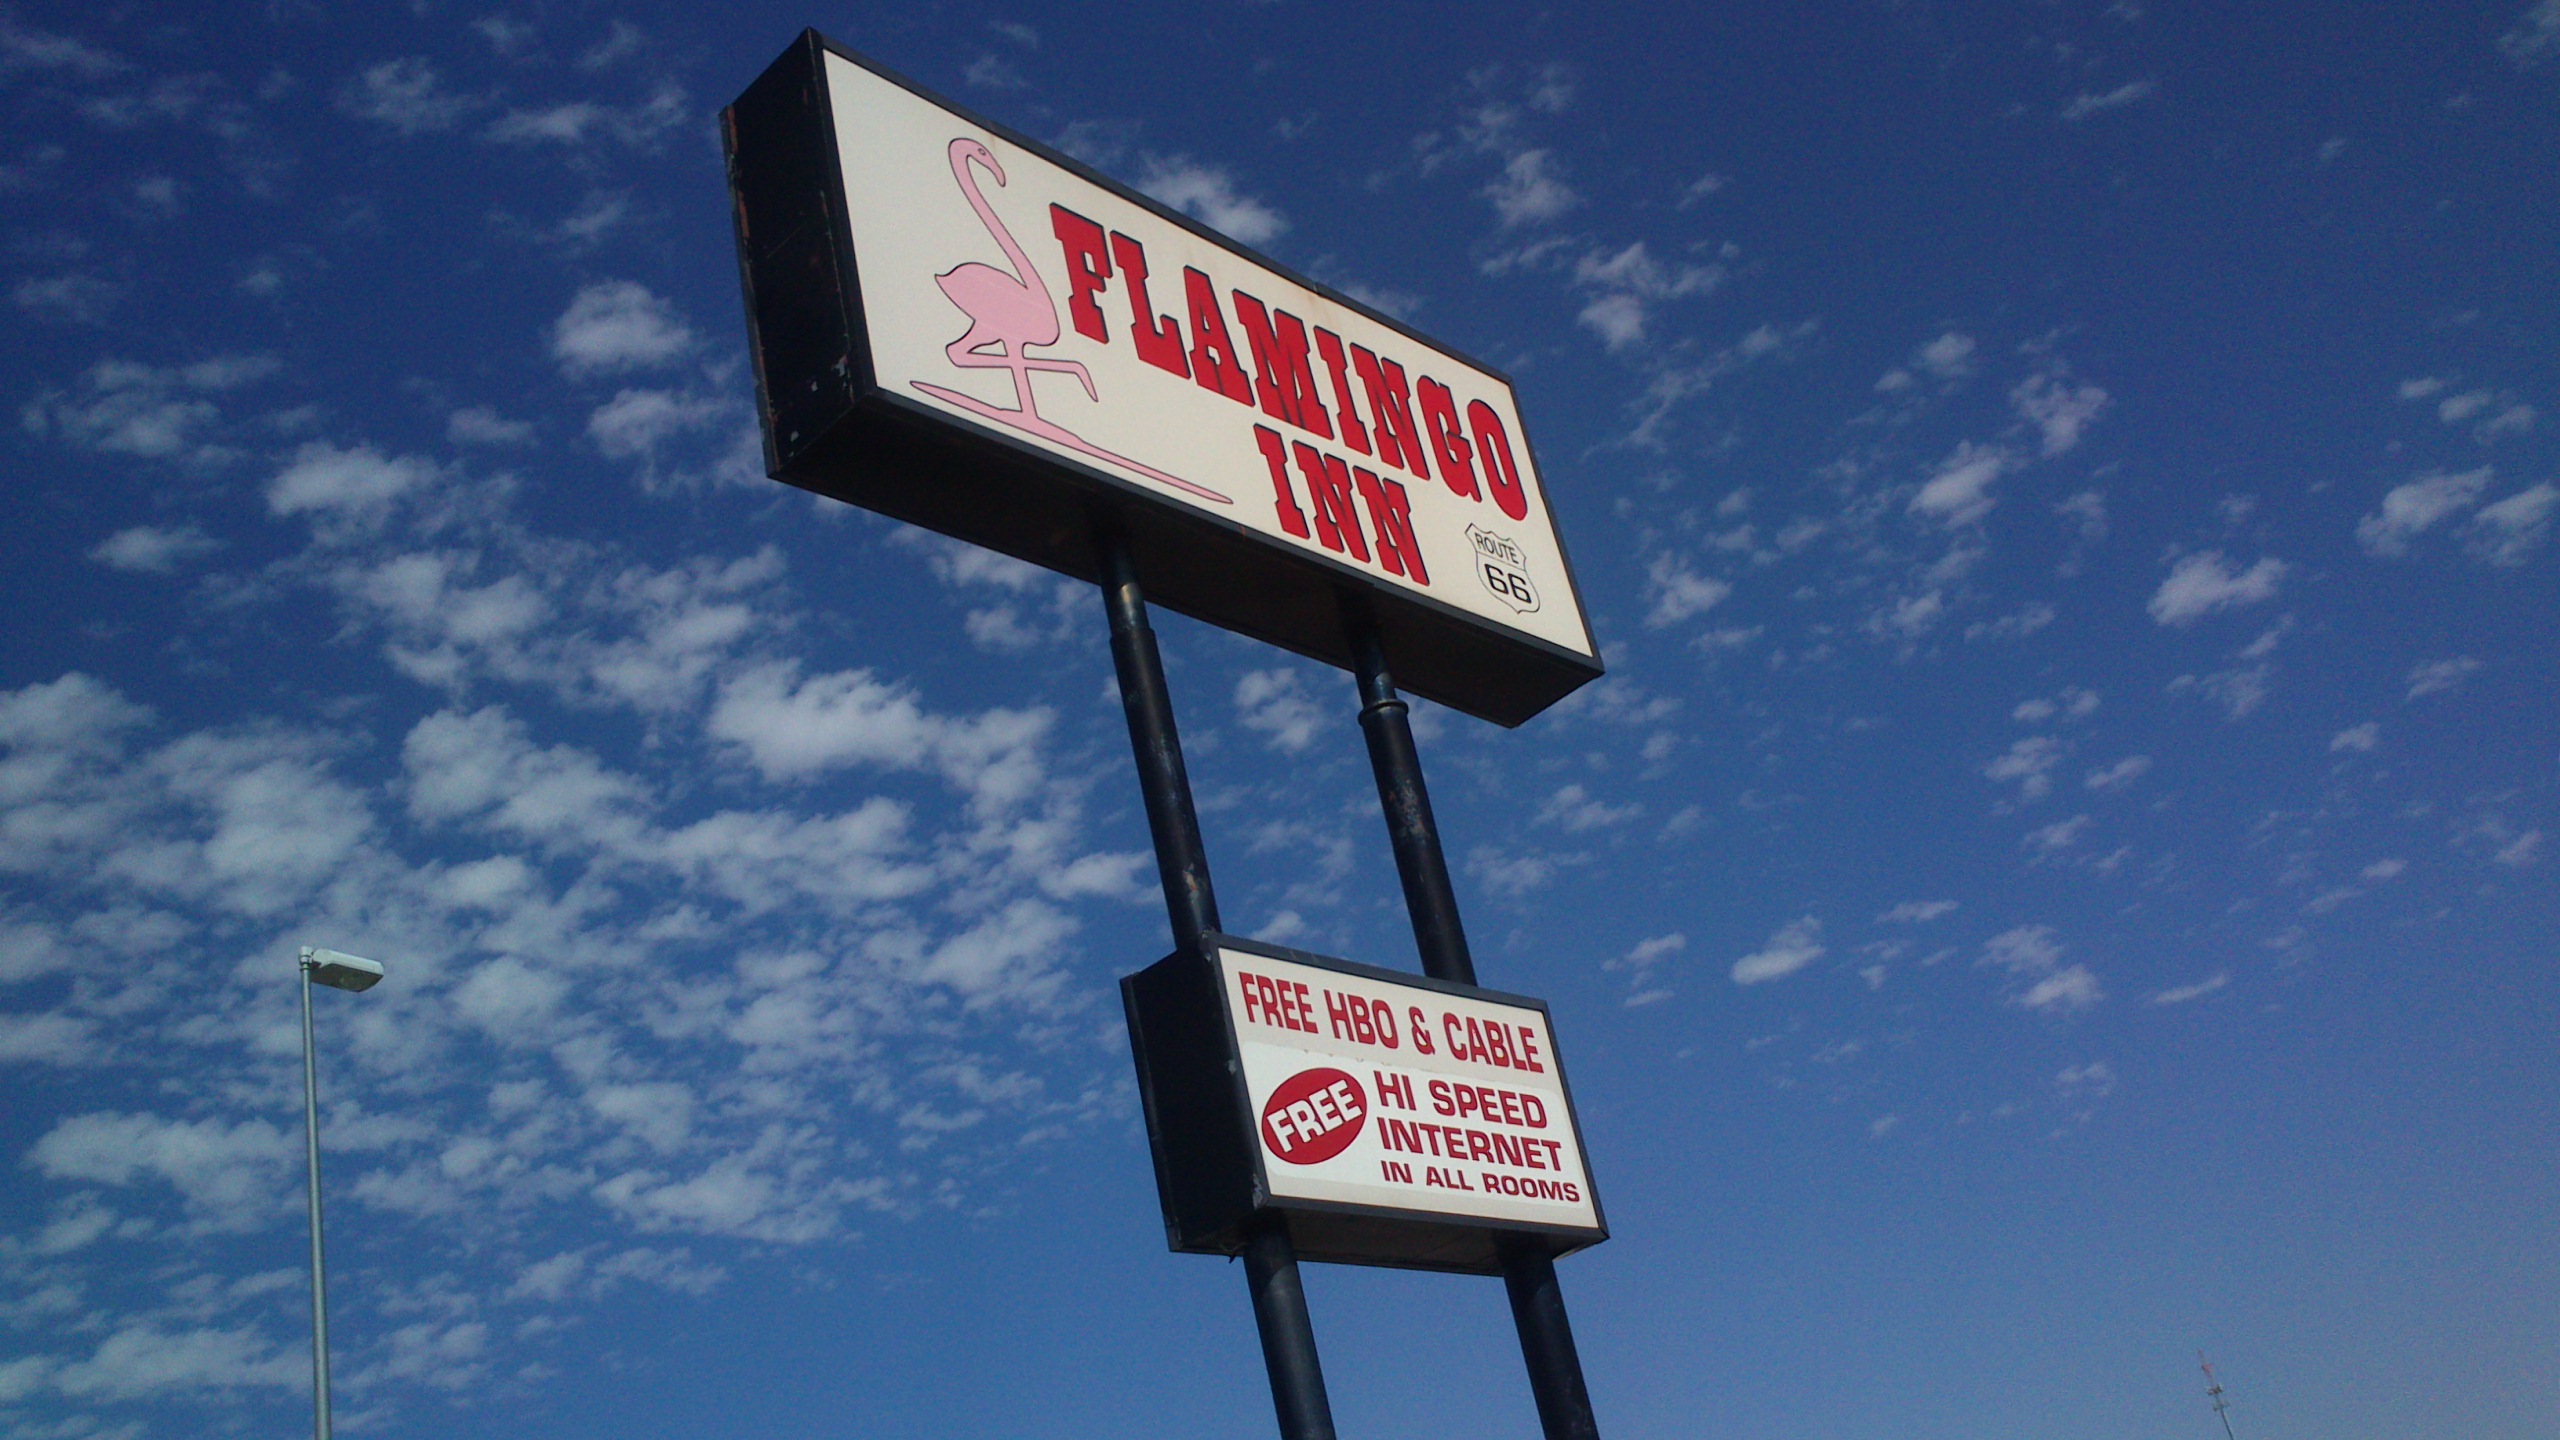 FLAMINGO
INN
ROUTE
66
FREE HBO & CABLE
FREE
HI SPEED
INTERNET
IN ALL ROOMS